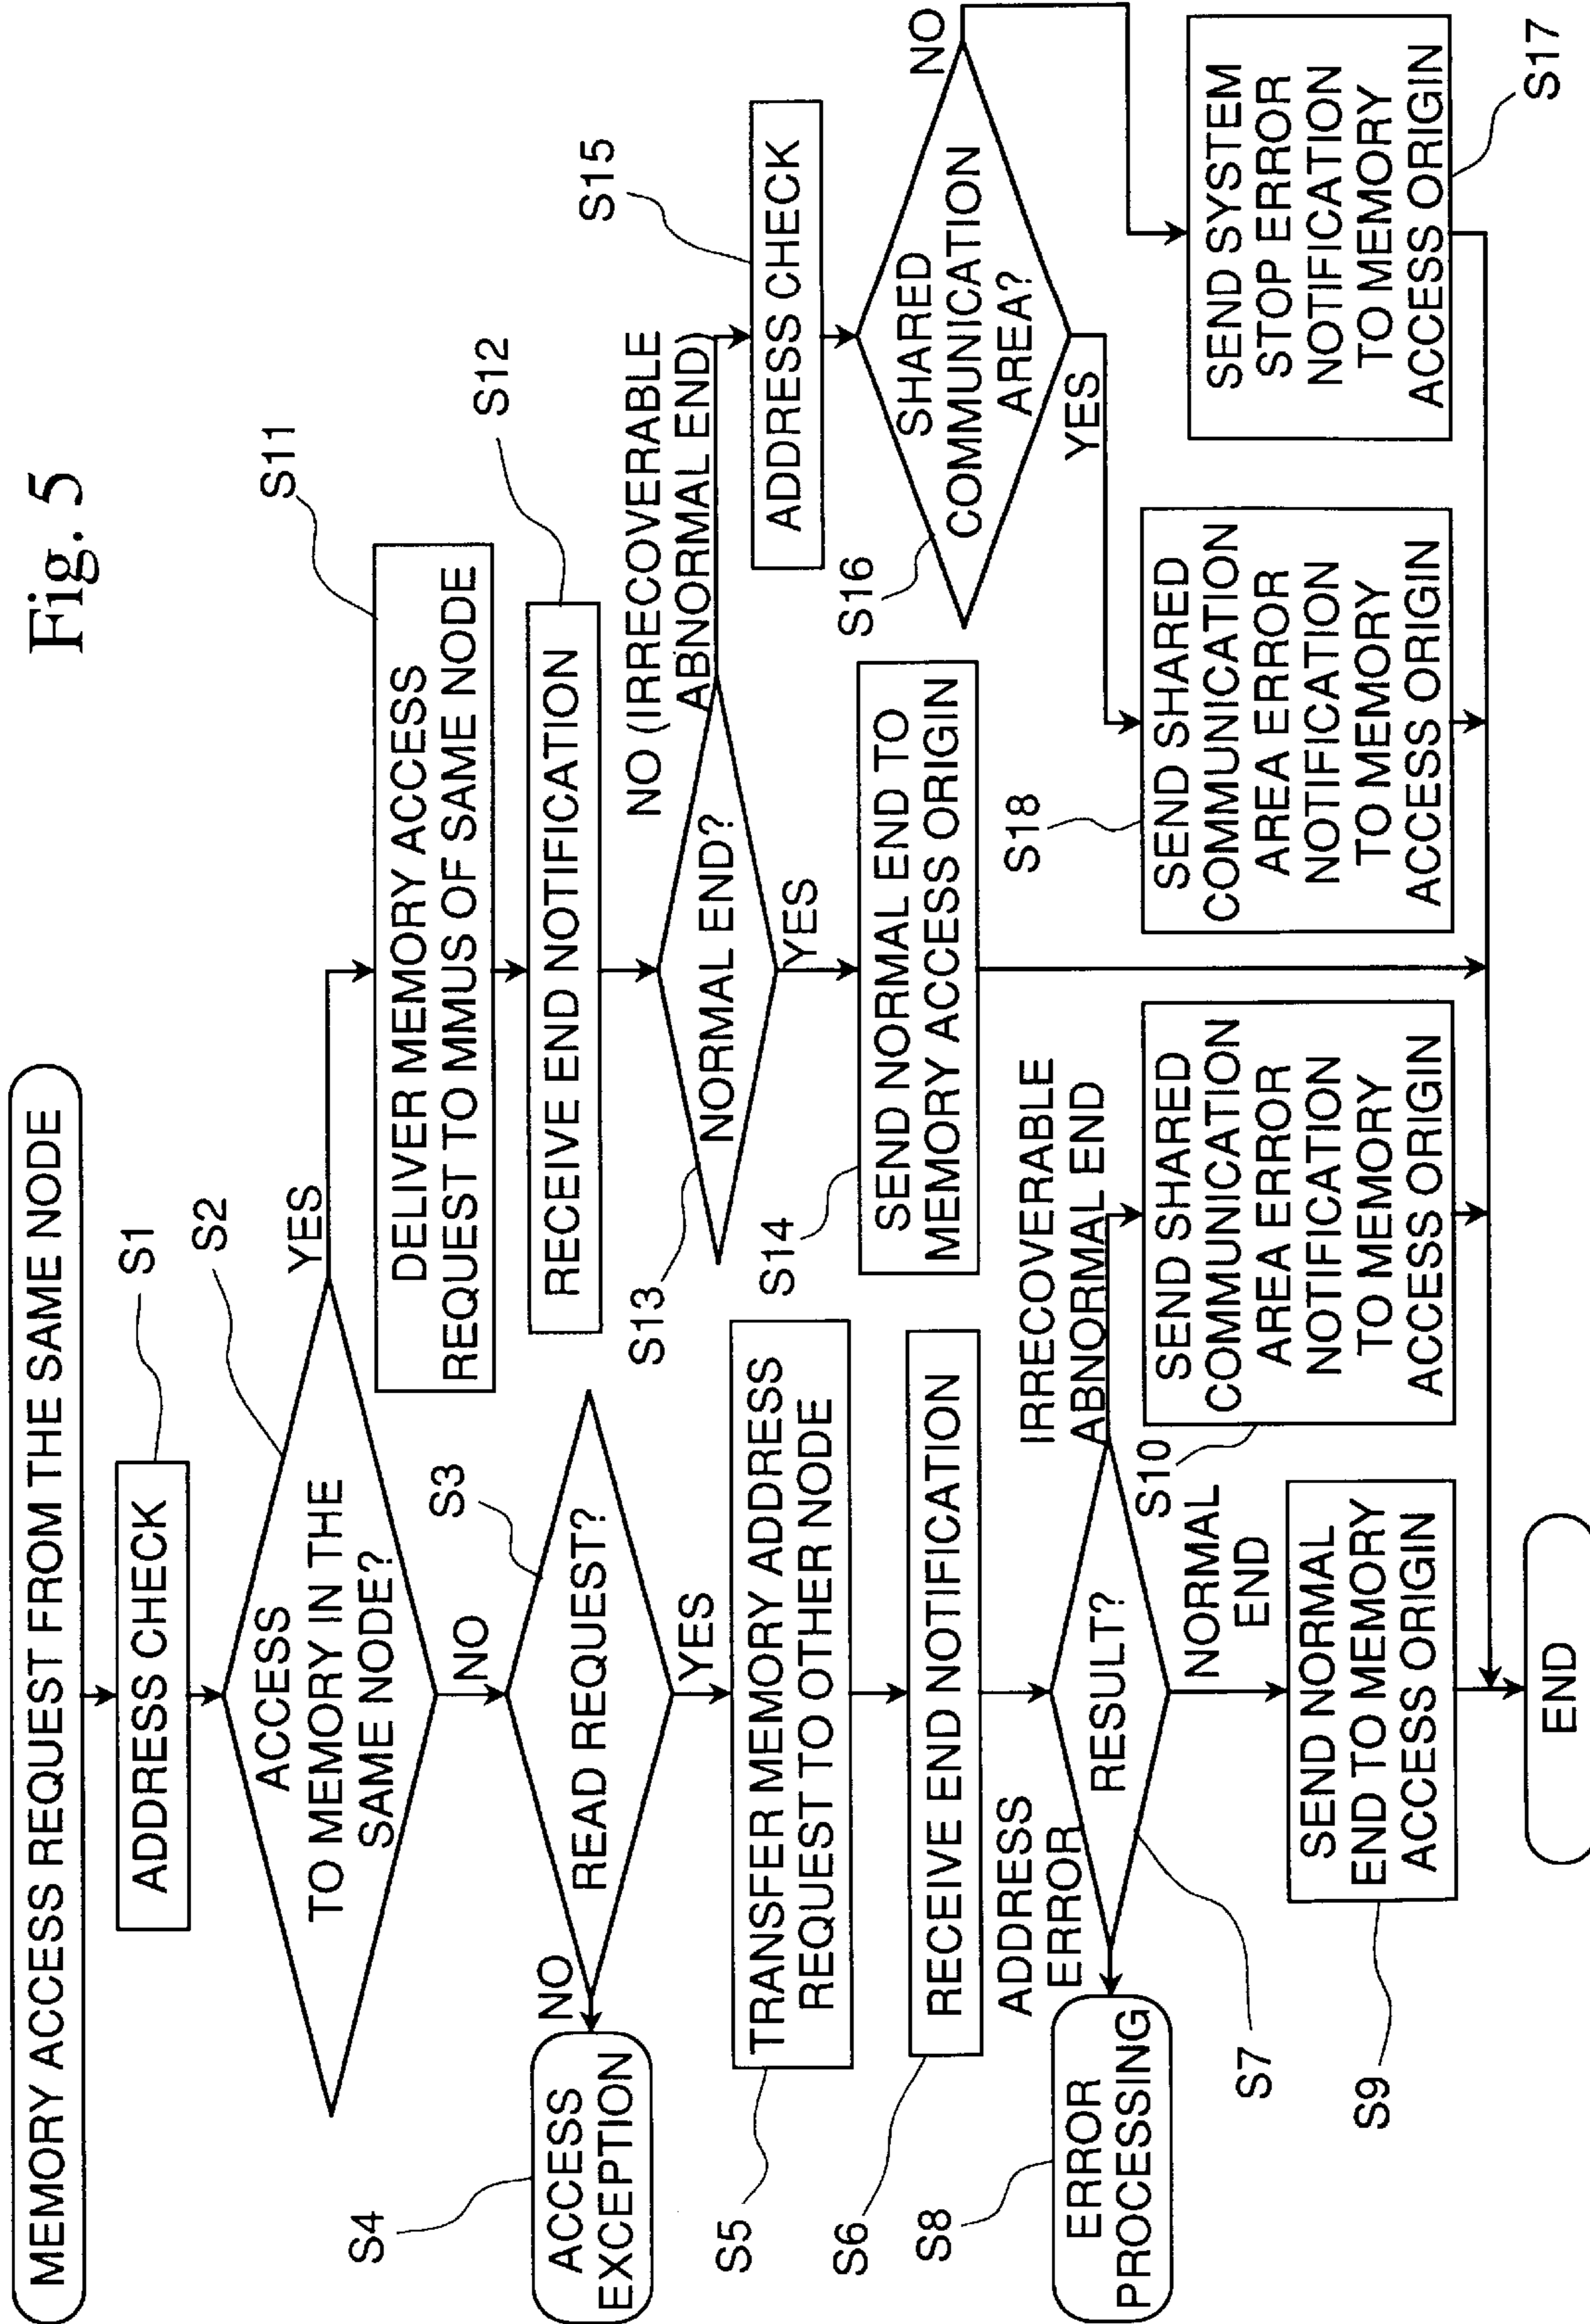 Fig. 5
MEMORY ACCESS REQUEST FROM THE SAME NODE
ADDRESS CHECK
S1
ACCESS
TO MEMORY IN THE
SAME NODE?
S2
YES
NO
READ REQUEST?
S3
NO
YES
ACCESS
EXCEPTION
S4
TRANSFER MEMORY ADDRESS
REQUEST TO OTHER NODE
S5
RECEIVE END NOTIFICATION
S6
ADDRESS
ERROR
RESULT?
S7
IRRECOVERABLE
ABNORMAL END
NORMAL
END
ERROR
PROCESSING
S8
SEND NORMAL
END TO MEMORY
ACCESS ORIGIN
S9
SEND SHARED
COMMUNICATION
AREA ERROR
NOTIFICATION
TO MEMORY
ACCESS ORIGIN
S10
DELIVER MEMORY ACCESS
REQUEST TO MMUS OF SAME NODE
S11
RECEIVE END NOTIFICATION
S12
NORMAL END?
S13
NO (IRRECOVERABLE
ABNORMAL END)
YES
SEND NORMAL END TO
MEMORY ACCESS ORIGIN
S14
ADDRESS CHECK
S15
SHARED
COMMUNICATION
AREA?
S16
NO
YES
SEND SYSTEM
STOP ERROR
NOTIFICATION
TO MEMORY
ACCESS ORIGIN
S17
SEND SHARED
COMMUNICATION
AREA ERROR
NOTIFICATION
TO MEMORY
ACCESS ORIGIN
S18
END